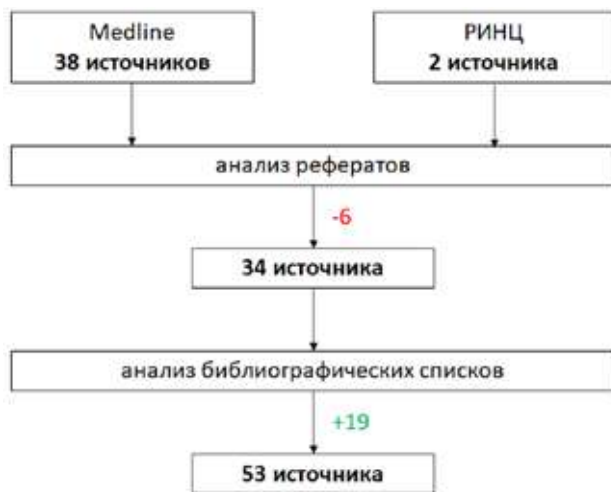 Medline
38 источников
РИНЦ
2 источника
анализ рефератов
-6
34 источника
анализ библиографических списков
+19
53 источника